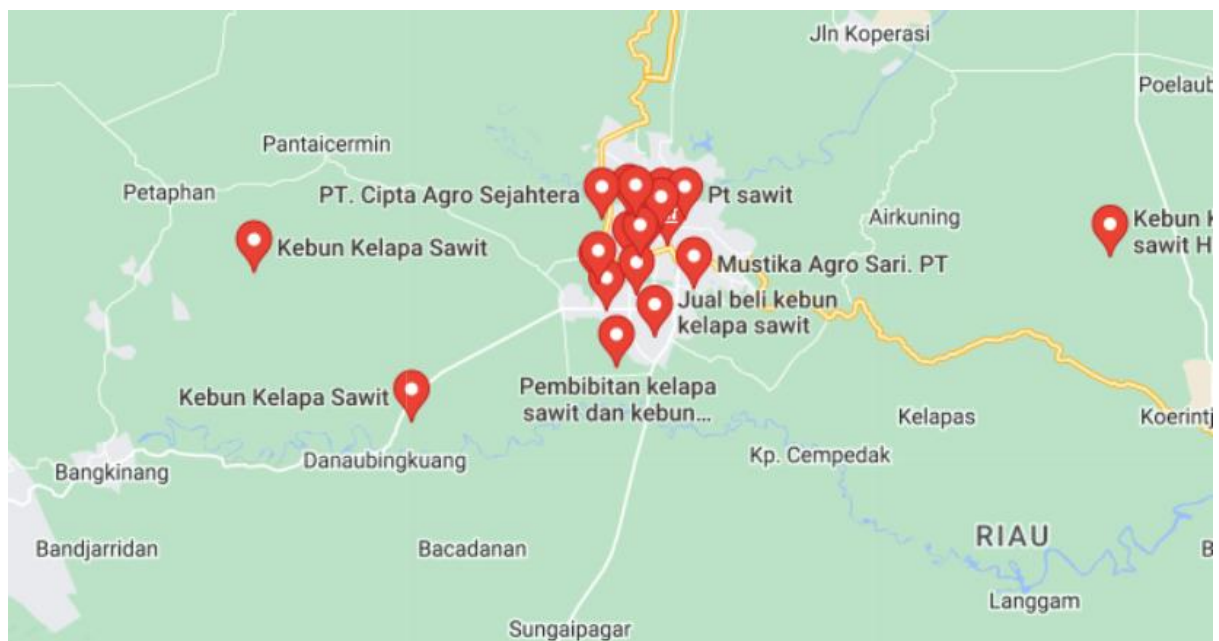 Jln Koperasi
Poelaub
Pantaicermin
Petaphan
PT. Cipta Agro Sejahtera
Pt sawit
Airkuning
Kebun K
sawit H
Kebun Kelapa Sawit
Mustika Agro Sari. PT
Jual beli kebun
kelapa sawit
Kebun Kelapa Sawit
Pembibitan kelapa
sawit dan kebun...
Kelapas
Koerintj
Kp. Cempedak
Danaubingkuang
Bangkinang
RIAU
Bandjarridan
Bacadanan
B
Langgam
Sungaipagar